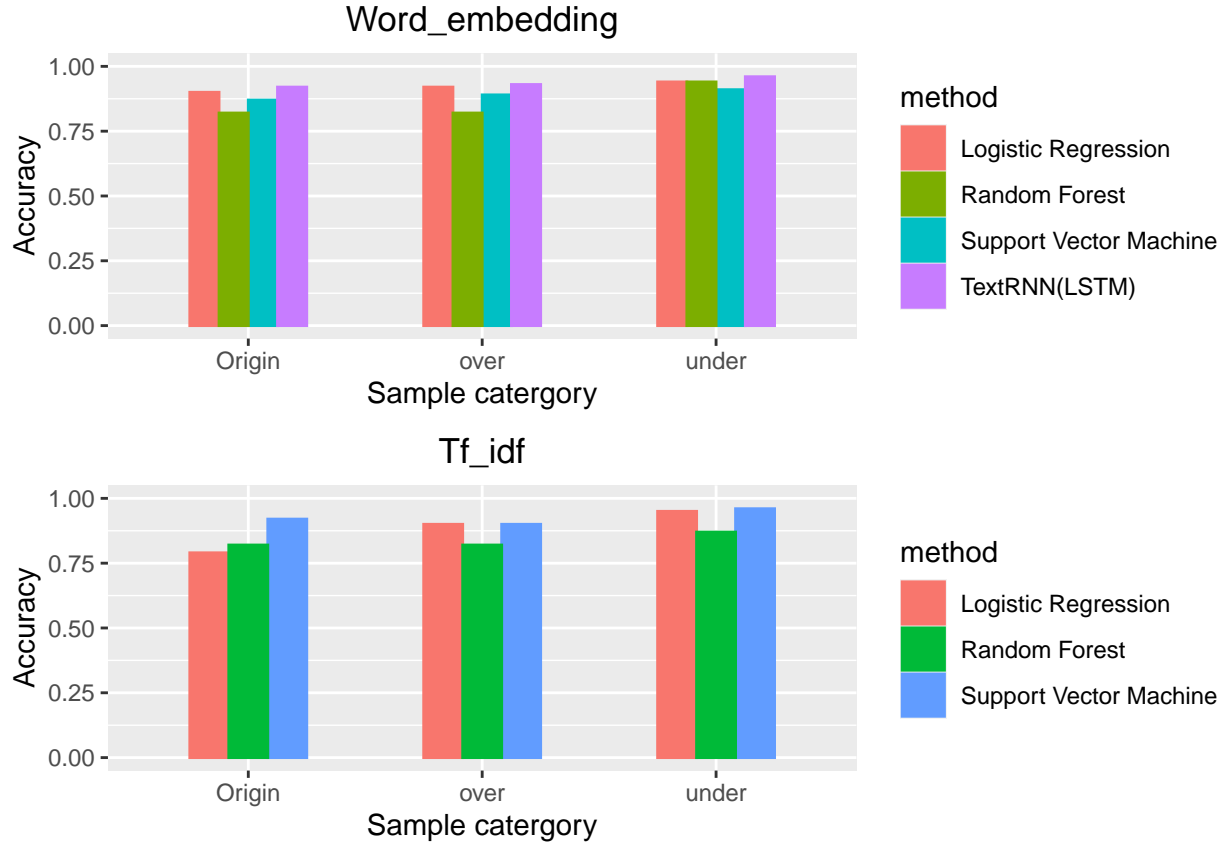 Word_embedding
1.00
0.75
0.50
0.25
0.00
Accuracy
Origin over under
Sample catergory
method
Logistic Regression
Random Forest
Support Vector Machine
TextRNN(LSTM)
Tf_idf
1.00
0.75
0.50
0.25
0.00
Accuracy
Origin over under
Sample catergory
method
Logistic Regression
Random Forest
Support Vector Machine